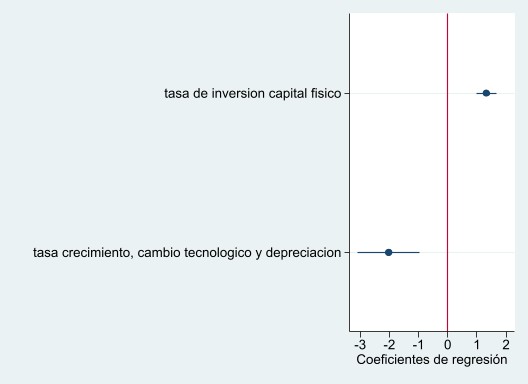 tasa de inversion capital fisico
tasa crecimiento, cambio tecnologico y depreciacion
-3 -2 -1 0 1 2
Coeficientes de regresión